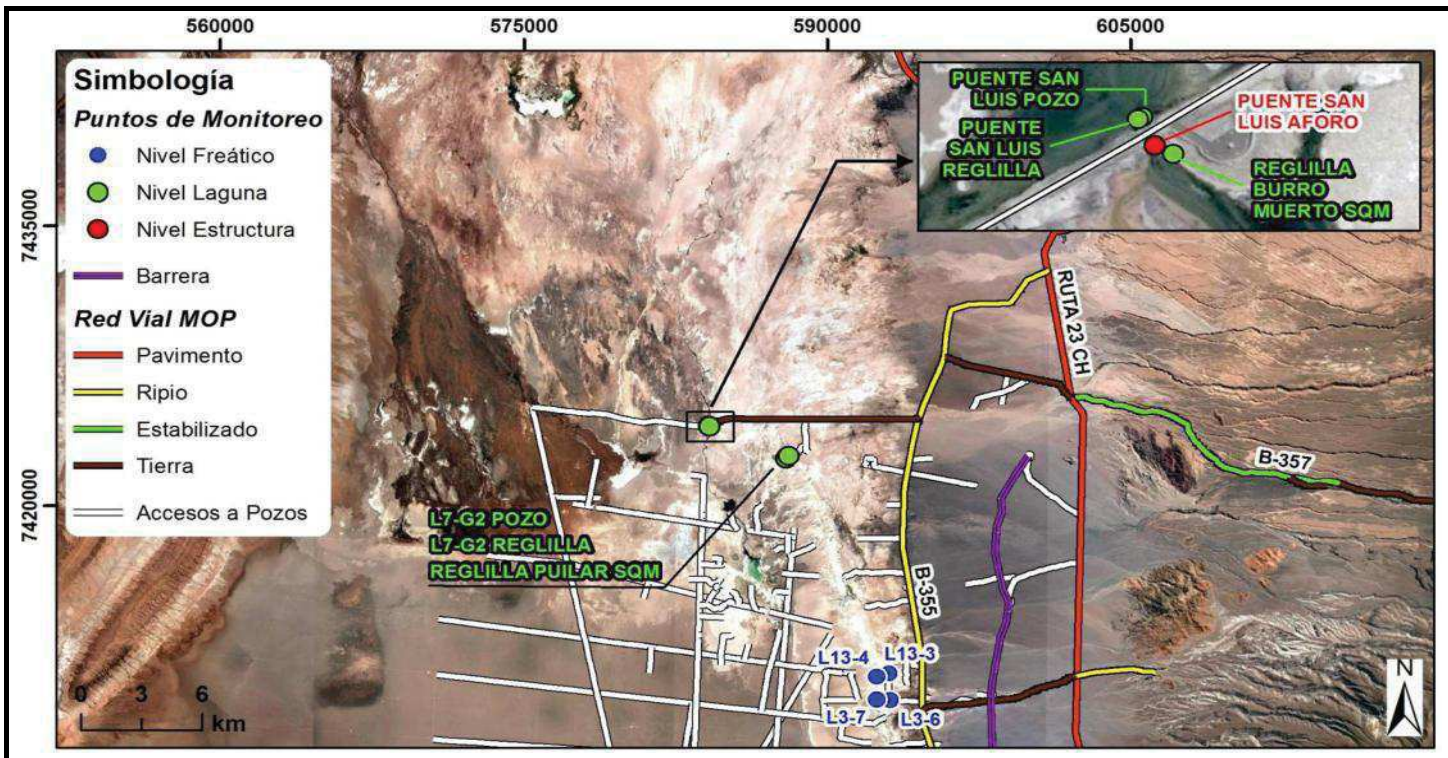 560000
575000
590000
605000
7435000
7420000
Simbología
Puntos de Monitoreo
Nivel Freático
Nivel Laguna
Nivel Estructura
Barrera
Red Vial MOP
Pavimento
Ripio
Estabilizado
Tierra
Accesos a Pozos
0 3 6
km
PUENTE SAN
LUIS POZO
PUENTE
SAN LUIS
REGLILLA
PUENTE SAN
LUIS AFORO
REGLILLA
BURRO
MUERTO SQM
RUTA 23 CH
B-357
B-355
L7-G2 POZO
L7-G2 REGLILLA
REGLILLA PUILAR SQM
L13-4
L13-3
L3-7
L3-6
N